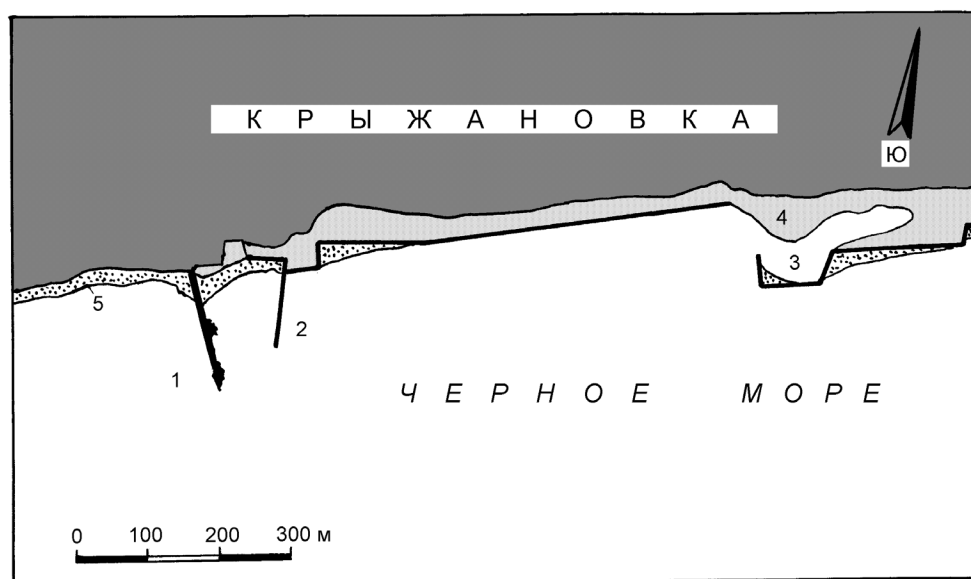 К Р Ы Ж А Н О В К А
Ю
4
3
5
2
1
Ч Е Р Н О Е М О Р Е
0 100 200 300 м